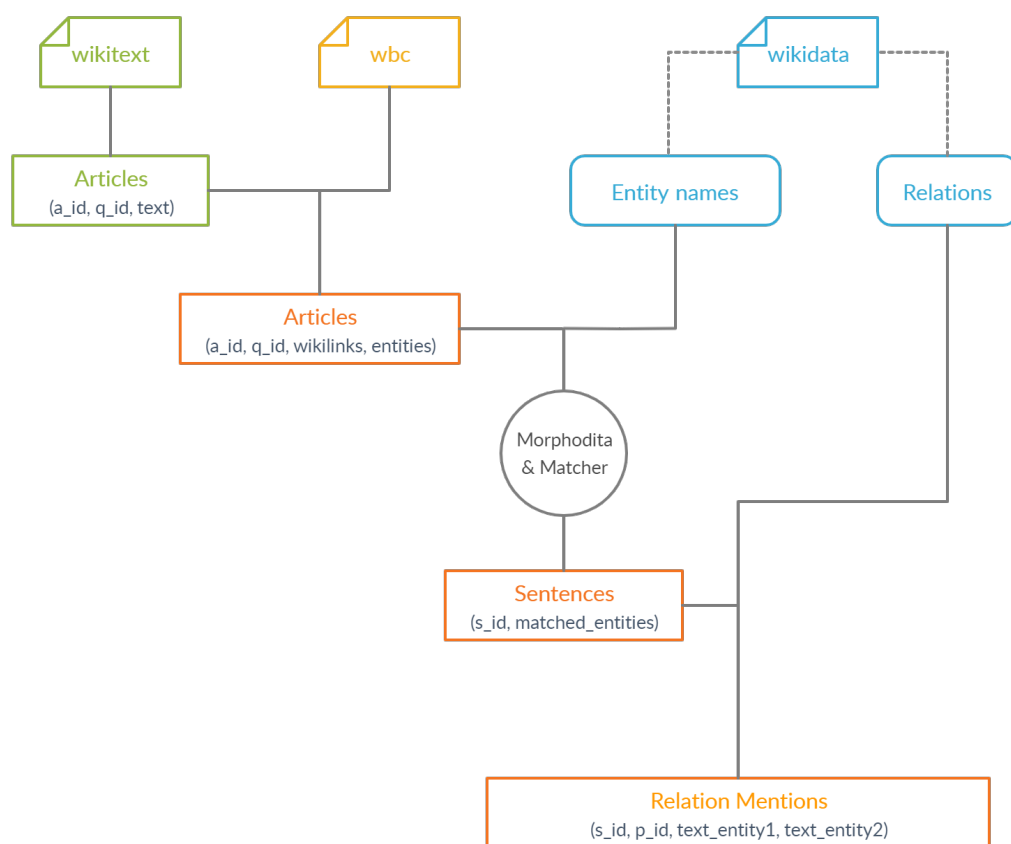 wikitext
wbc
wikidata
Articles
(a_id, q_id, text)
Entity names
Relations
Articles
(a_id, q_id, wikilinks, entities)
Morphodita
& Matcher
Sentences
(s_id, matched_entities)
Relation Mentions
(s_id, p_id, text_entity1, text_entity2)